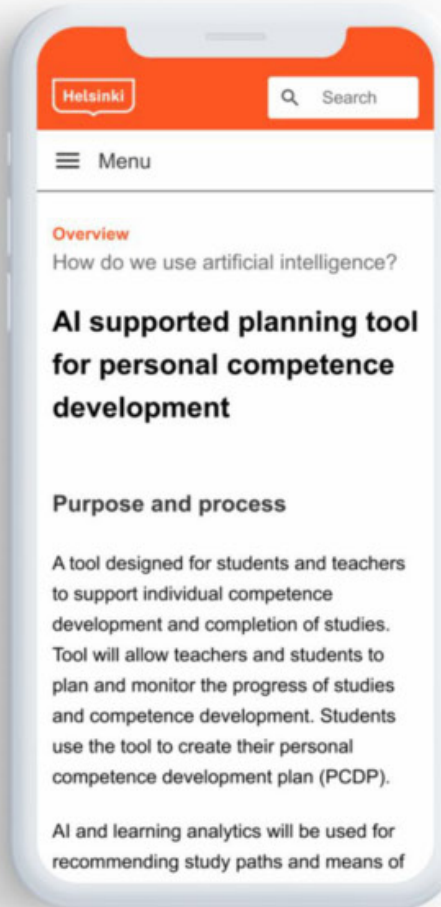 Helsinki
Search
Menu
Overview
How do we use artificial intelligence?
AI supported planning tool
for personal competence
development
Purpose and process
A tool designed for students and teachers
to support individual competence
development and completion of studies.
Tool will allow teachers and students to
plan and monitor the progress of studies
and competence development. Students
use the tool to create their personal
competence development plan (PCDP).
AI and learning analytics will be used for
recommending study paths and means of